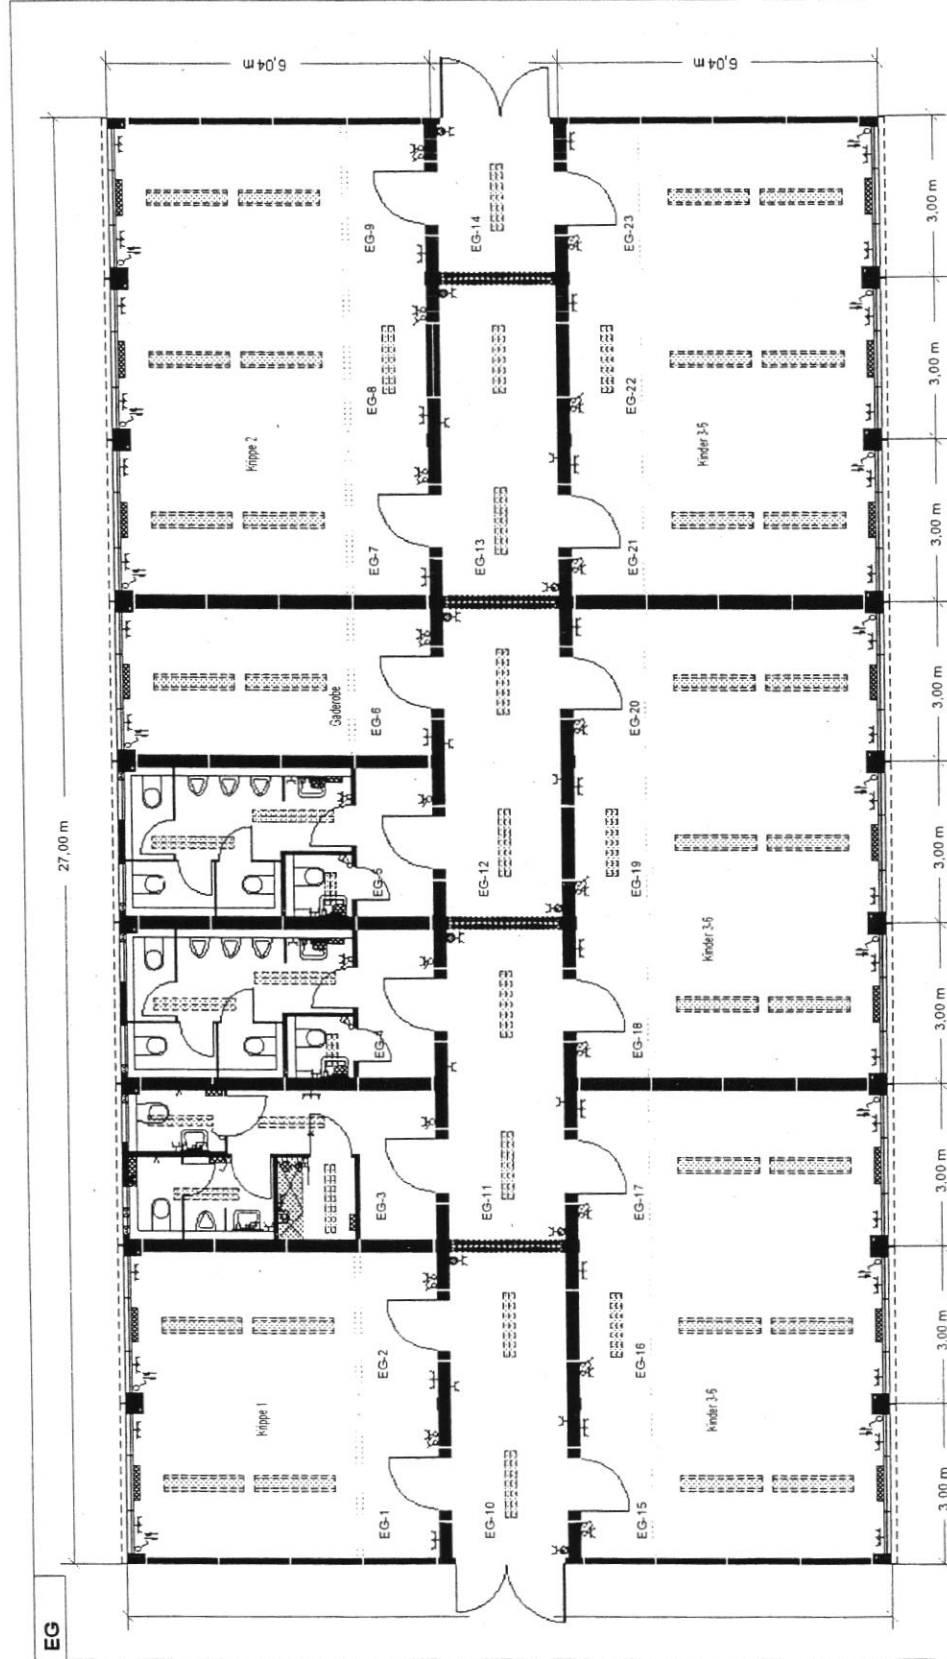 EG
27,00 m
6,04 m
6,04 m
Krippe 1
Gaderobe
Krippe 2
EG-1
EG-2
EG-3
EG-4
EG-5
EG-6
EG-7
EG-8
EG-9
EG-10
EG-11
EG-12
EG-13
EG-14
EG-15
EG-16
EG-17
EG-18
EG-19
EG-20
EG-21
EG-22
EG-23
Kinder 3-6
Kinder 3-6
Kinder 3-6
3,00 m
3,00 m
3,00 m
3,00 m
3,00 m
3,00 m
3,00 m
3,00 m
3,00 m